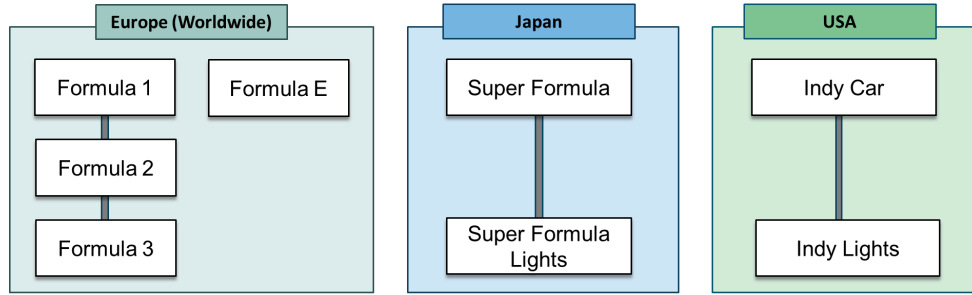 Europe (Worldwide)
Formula 1
Formula E
Formula 2
Formula 3
Japan
Super Formula
Super Formula
Lights
USA
Indy Car
Indy Lights